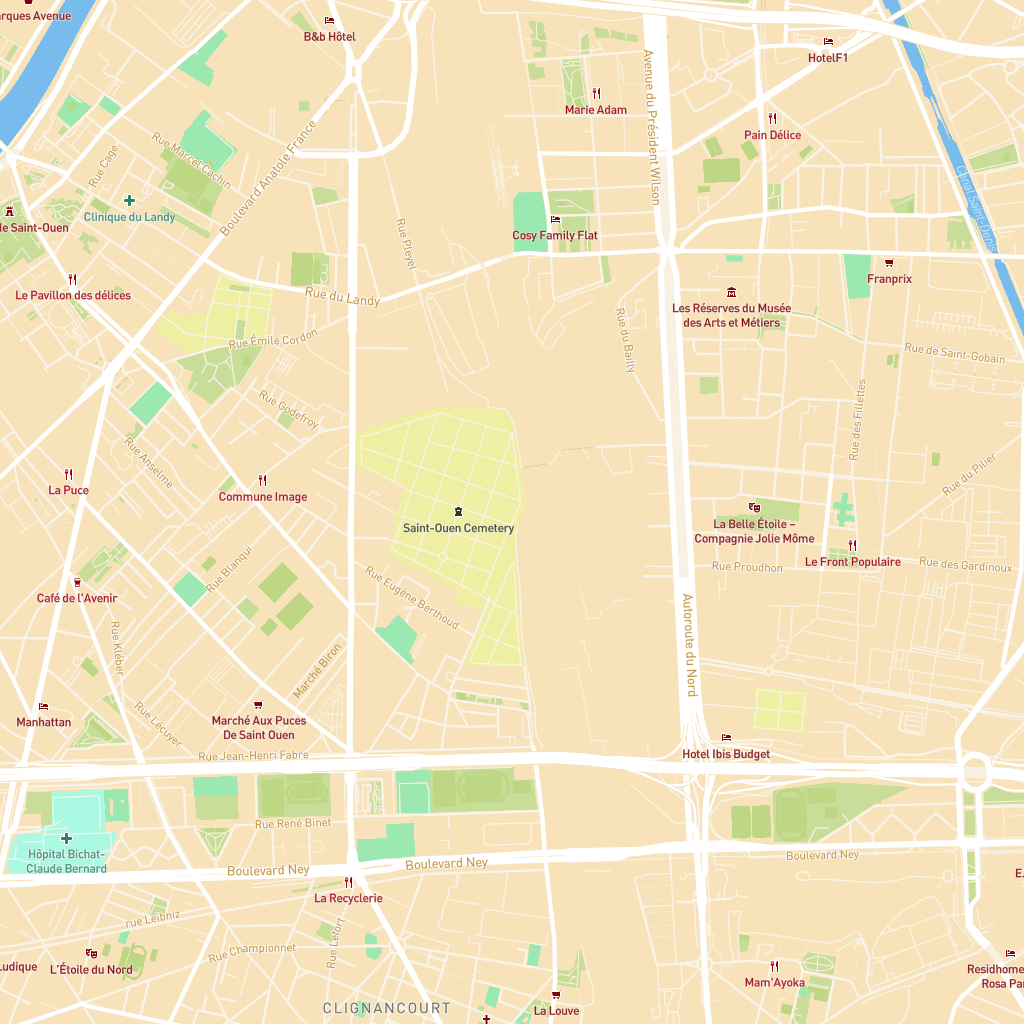 arques Avenue
B&b Hôtel
HotelF1
Marie Adam
Avenue du Président Wilson
Pain Délice
Rue Marcel Cachin
Rue Cage
Boulevard Anatole France
Canal Saint-Denis
Clinique du Landy
de Saint-Ouen
Cosy Family Flat
Rue Pleyel
Le Pavillon des délices
Rue du Landy
Franprix
Les Réserves du Musée
des Arts et Métiers
Rue Émile Cordon
Rue du Bailly
Rue de Saint-Gobain
Rue Godefroy
Rue des Fillettes
Rue Anselme
La Puce
Commune Image
Rue du Pilier
Saint-Ouen Cemetery
La Belle Étoile –
Compagnie Jolie Môme
Le Front Populaire
Rue Proudhon
Rue des Gardinoux
Rue Blanqui
Café de l'Avenir
Rue Eugène Berthoud
Autoroute du Nord
Rue Kléber
Marché Biron
Manhattan
Rue Lécuyer
Marché Aux Puces
De Saint Ouen
Rue Jean-Henri Fabre
Hotel Ibis Budget
Rue René Binet
Hôpital Bichat-
Claude Bernard
Boulevard Ney
Boulevard Ney
Boulevard Ney
E.
La Recyclerie
rue Leibniz
Rue Championnet
Rue Lefort
Ludique
L'Étoile du Nord
Mam'Ayoka
Residhome
Rosa Par
CLIGNANCOURT
La Louve